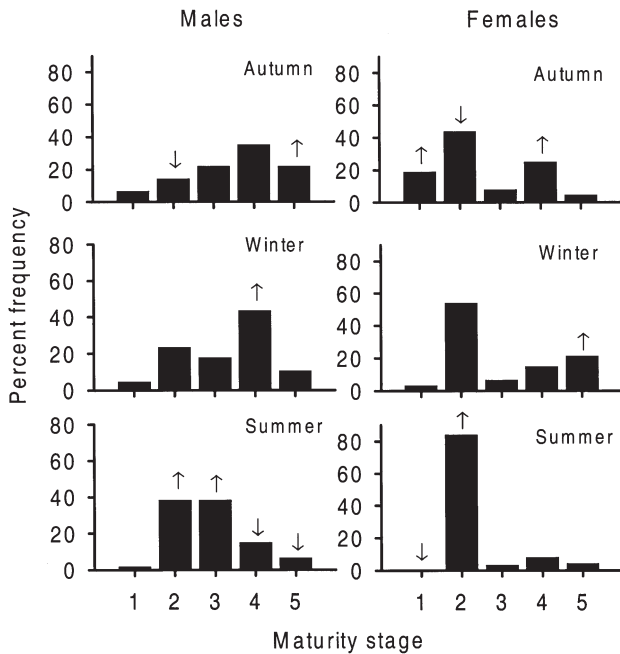 Males Females
Autumn Autumn
80 80
60 60
40 40
20 20
0 0
Winter Winter
80 80
60 60
40 40
20 20
0 0
Summer Summer
80 80
60 60
40 40
20 20
0 0
1 2 3 4 5 1 2 3 4 5
Percent frequency
Maturity stage